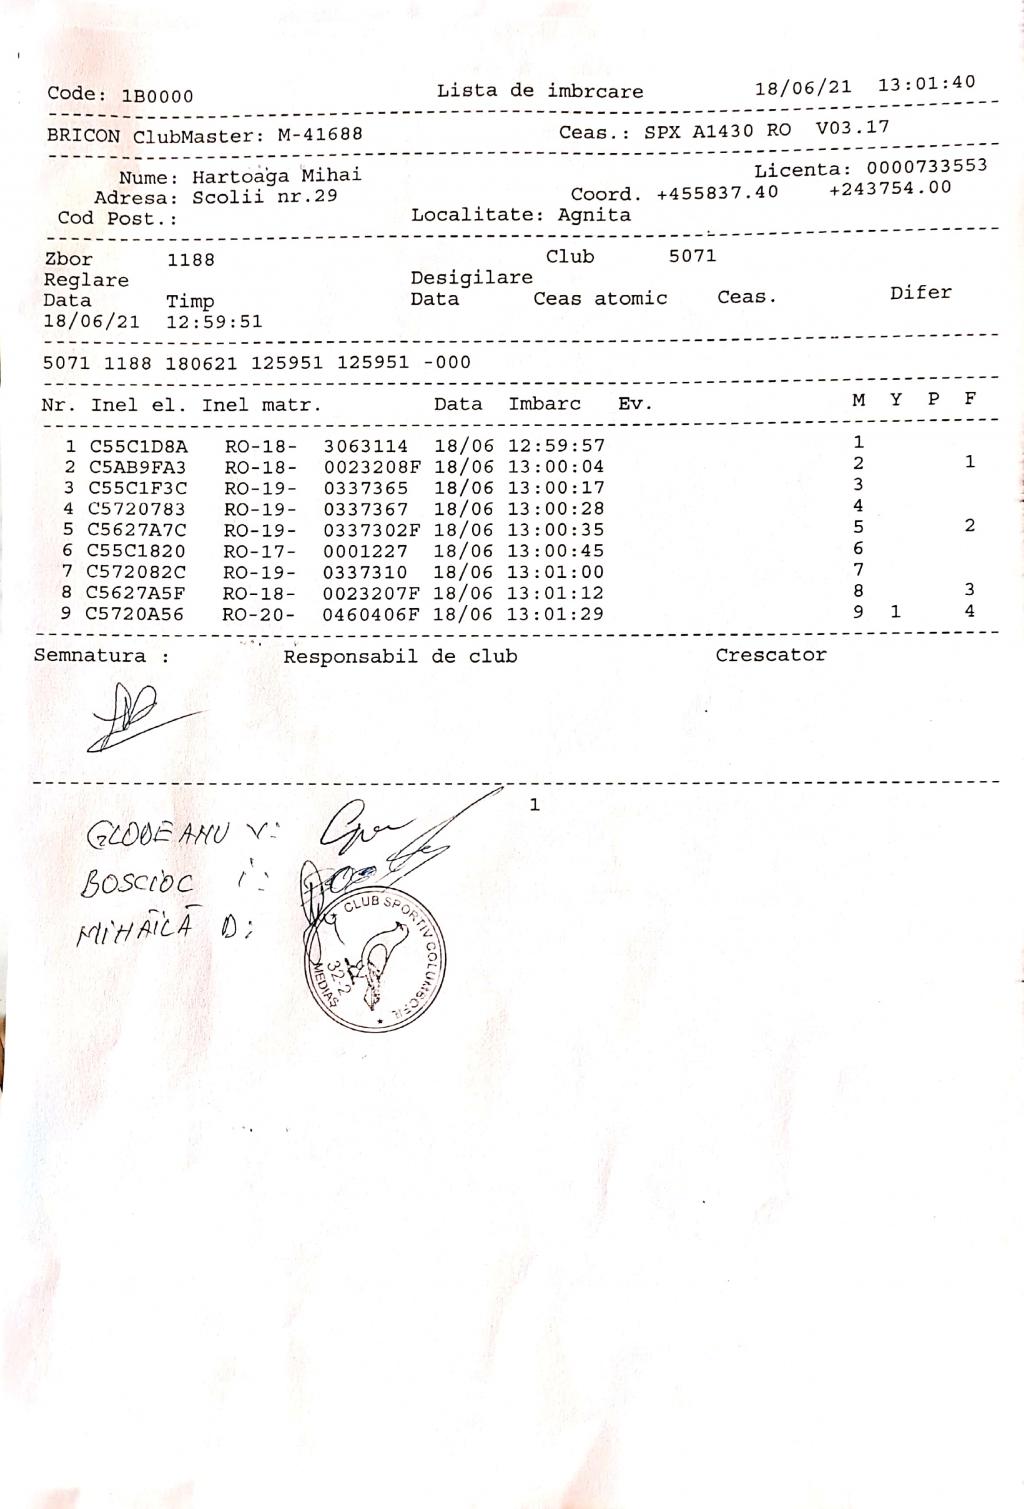 Code: 1B0000 Lista de imbrcare 18/06/21 13:01:40
BRICON ClubMaster: M-41688 Ceas.: SPX A1430 RO V03.17
Nume: Hartoaga Mihai Licenta: 0000733553
Adresa: Scolii nr.29 Coord. +455837.40 +243754.00
Cod Post.: Localitate: Agnita
Zbor 1188 Club 5071
Reglare Desigilare
Data Timp Data Ceas atomic Ceas. Difer
18/06/21 12:59:51
5071 1188 180621 125951 125951 -000
Nr. Inel el. Inel matr. Data Imbarc Ev. M Y P F
1 C55C1D8A RO-18- 3063114 18/06 12:59:57 1
2 C5AB9FA3 RO-18- 0023208F 18/06 13:00:04 2 1
3 C55C1F3C RO-19- 0337365 18/06 13:00:17 3
4 C5720783 RO-19- 0337367 18/06 13:00:28 4
5 C5627A7C RO-19- 0337302F 18/06 13:00:35 5 2
6 C55C1820 RO-17- 0001227 18/06 13:00:45 6
7 C572082C RO-19- 0337310 18/06 13:01:00 7
8 C5627A5F RO-18- 0023207F 18/06 13:01:12 8 3
9 C5720A56 RO-20- 0460406F 18/06 13:01:29 9 1 4
Semnatura : Responsabil de club Crescator
1
GLODEANU V:
BOSCIOC I:
MIHĂILĂ D:
CLUB SPORTIV COLUMBOFIL
32.2
MEDIAȘ